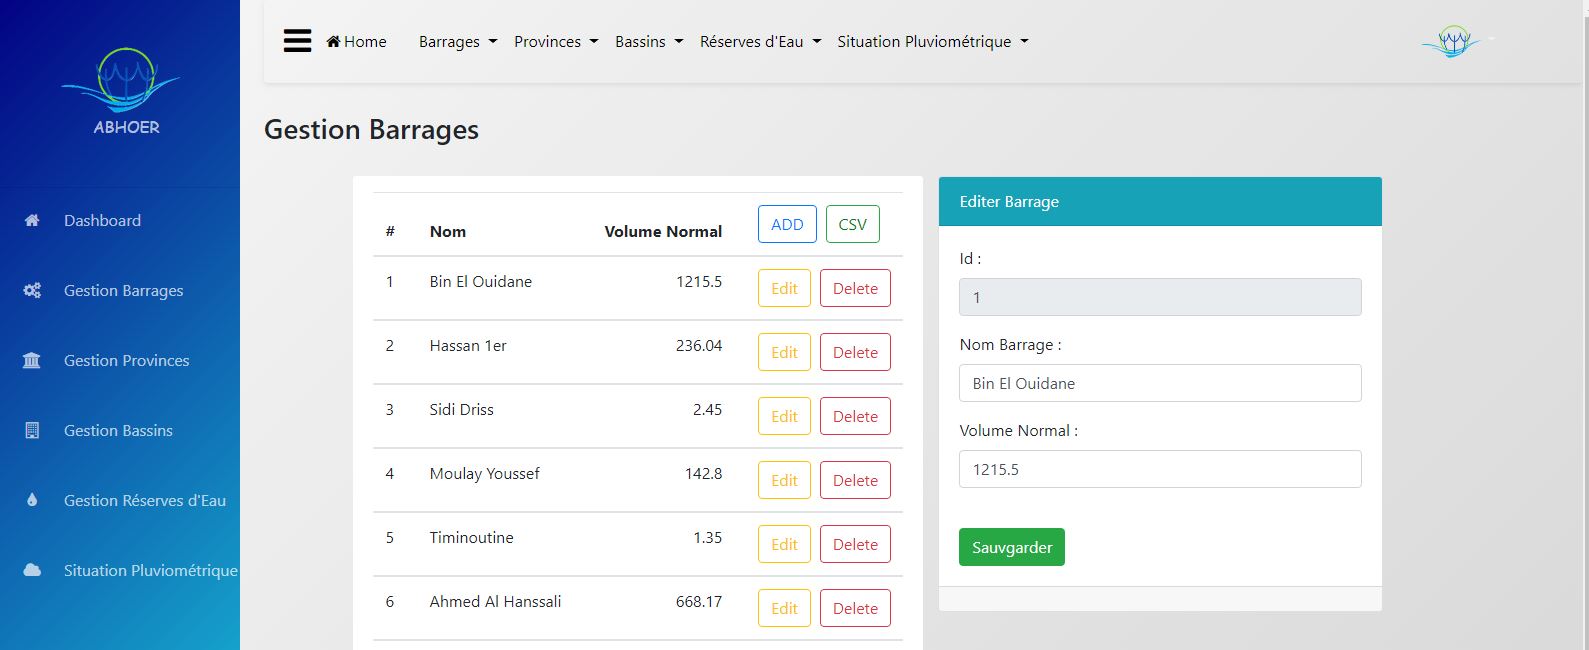 ABHOER
Dashboard
Gestion Barrages
Gestion Provinces
Gestion Bassins
Gestion Réserves d'Eau
Situation Pluviométrique
Home Barrages Provinces Bassins Réserves d'Eau Situation Pluviométrique
Gestion Barrages
# Nom Volume Normal ADD CSV
1 Bin El Ouidane 1215.5 Edit Delete
2 Hassan 1er 236.04 Edit Delete
3 Sidi Driss 2.45 Edit Delete
4 Moulay Youssef 142.8 Edit Delete
5 Timinoutine 1.35 Edit Delete
6 Ahmed Al Hanssali 668.17 Edit Delete
Editer Barrage
Id :
1
Nom Barrage :
Bin El Ouidane
Volume Normal :
1215.5
Sauvgarder